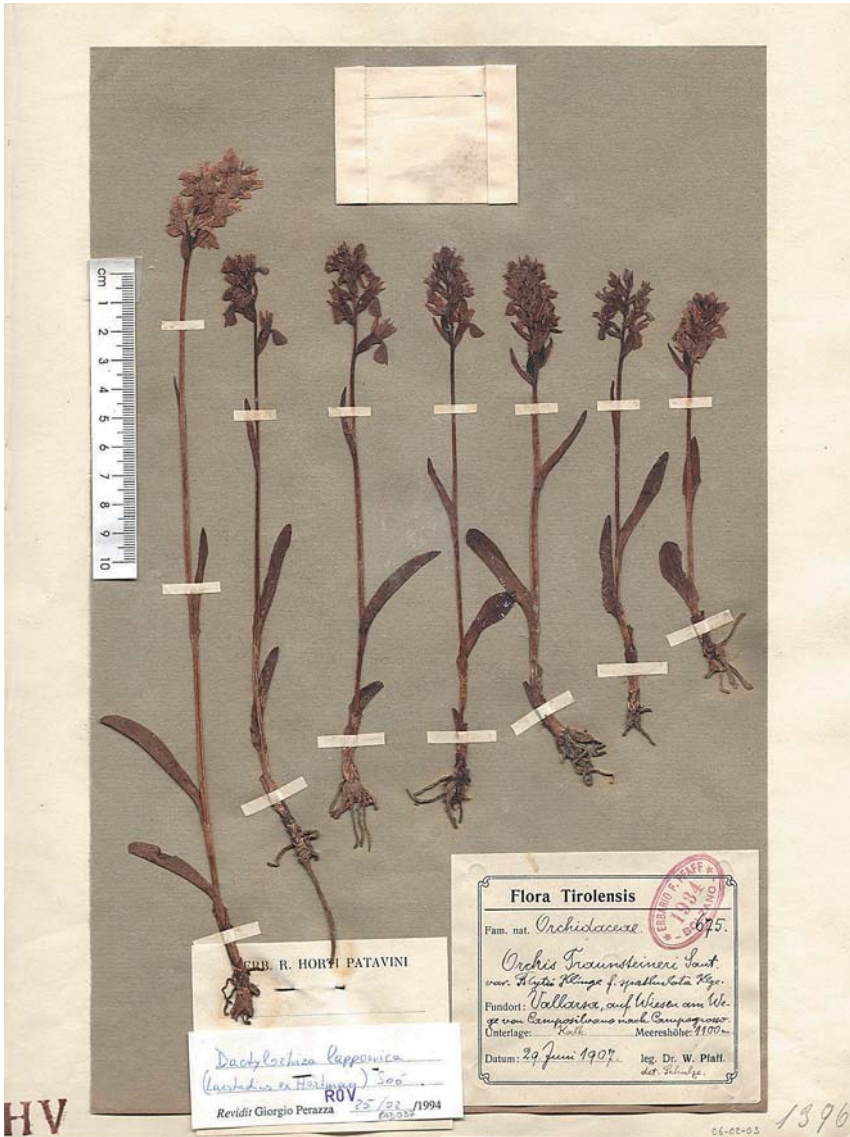 cm
1
2
3
4
5
6
7
8
9
10
Flora Tirolensis
ERBARIO F. PFAFF
1934
- BOLZANO -
Fam. nat. Orchidaceae. 675.
Orchis Traunsteineri Saut.
var. Klinge f. spathulata Klge.
Fundort: Vallarsa, auf Wiesen am We-
ge von Camposilvano nach Campogrosso.
Unterlage: Kalk Meereshöhe: 1100 m
Datum: 29. Juni 1907. leg. Dr. W. Pfaff.
det. Schulze.
ERB. R. HORTI PATAVINI
Dactylorhiza lapponica
(Laestadius ex Hartman) Soó
ROV
Revidit Giorgio Perazza 25/02/1994
HV
06-02-03
1396